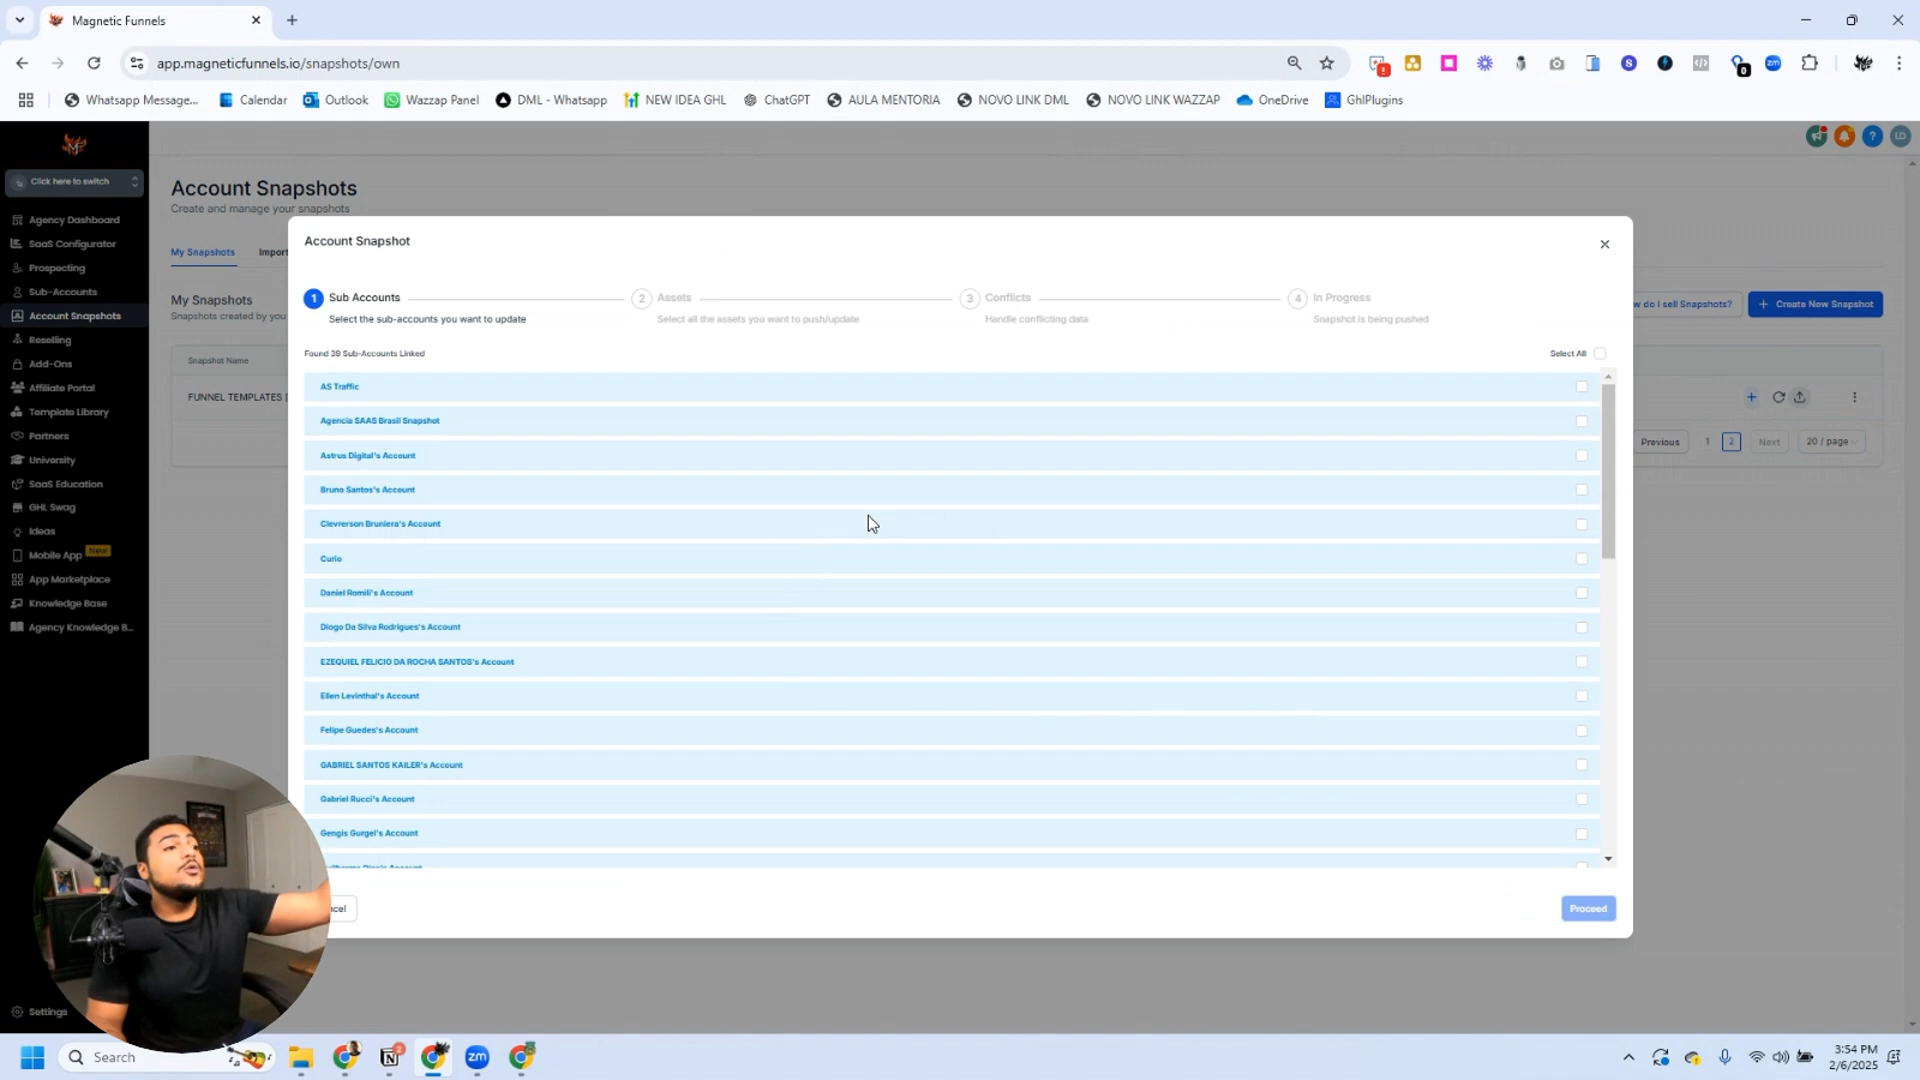 Magnetic Funnels
app.magneticfunnels.io/snapshots/own
Whatsapp Message...
Calendar
Outlook
Wazzap Panel
DML - Whatsapp
NEW IDEA GHL
ChatGPT
AULA MENTORIA
NOVO LINK DML
NOVO LINK WAZZAP
OneDrive
GhlPlugins
Click here to switch
Agency Dashboard
SaaS Configurator
Prospecting
Sub-Accounts
Account Snapshots
Reselling
Add-Ons
Affiliate Portal
Template Library
Partners
University
SaaS Education
GHL Swag
Ideas
Mobile App New
App Marketplace
Knowledge Base
Agency Knowledge B...
Settings
LD
Account Snapshots
Create and manage your snapshots
My Snapshots
Import
My Snapshots
Snapshots created by you
w do I sell Snapshots?
+ Create New Snapshot
Snapshot Name
FUNNEL TEMPLATES
Previous 1 2 Next 20 / page
Account Snapshot
1 Sub Accounts
Select the sub-accounts you want to update
2 Assets
Select all the assets you want to push/update
3 Conflicts
Handle conflicting data
4 In Progress
Snapshot is being pushed
Found 39 Sub-Accounts Linked
Select All
AS Traffic
Agencia SAAS Brasil Snapshot
Astrus Digital's Account
Bruno Santos's Account
Clevrerson Bruniera's Account
Curio
Daniel Romili's Account
Diogo Da Silva Rodrigues's Account
EZEQUIEL FELICIO DA ROCHA SANTOS's Account
Ellen Levinthal's Account
Felipe Guedes's Account
GABRIEL SANTOS KAILER's Account
Gabriel Rucci's Account
Gengis Gurgel's Account
cel
Proceed
Search
3:54 PM
2/6/2025